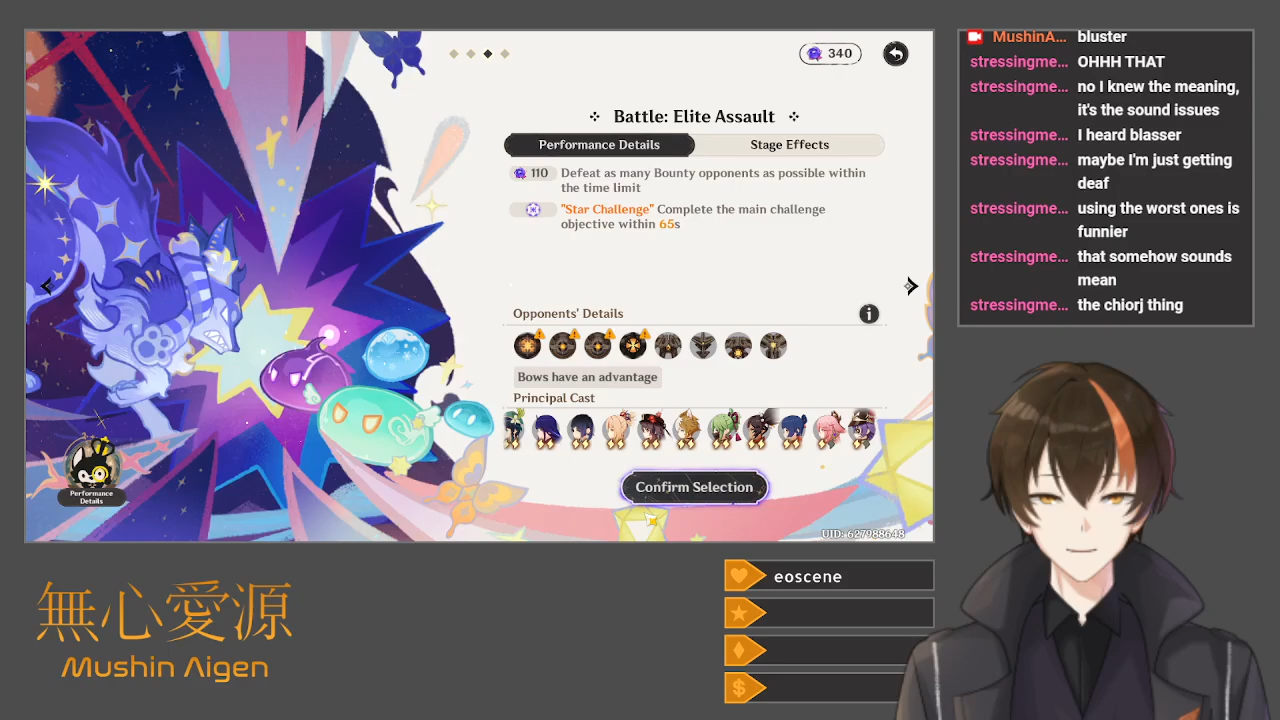 340
Battle: Elite Assault
Performance Details
Stage Effects
110 Defeat as many Bounty opponents as possible within
the time limit
"Star Challenge" Complete the main challenge
objective within 65s
Opponents' Details
Bows have an advantage
Principal Cast
Confirm Selection
Performance
Details
UID: 627988648
MushinA... bluster
stressingme... OHHH THAT
stressingme... no I knew the meaning,
it's the sound issues
stressingme... I heard blasser
stressingme... maybe I'm just getting
deaf
stressingme... using the worst ones is
funnier
stressingme... that somehow sounds
mean
stressingme... the chiorj thing
無心愛源
Mushin Aigen
eoscene